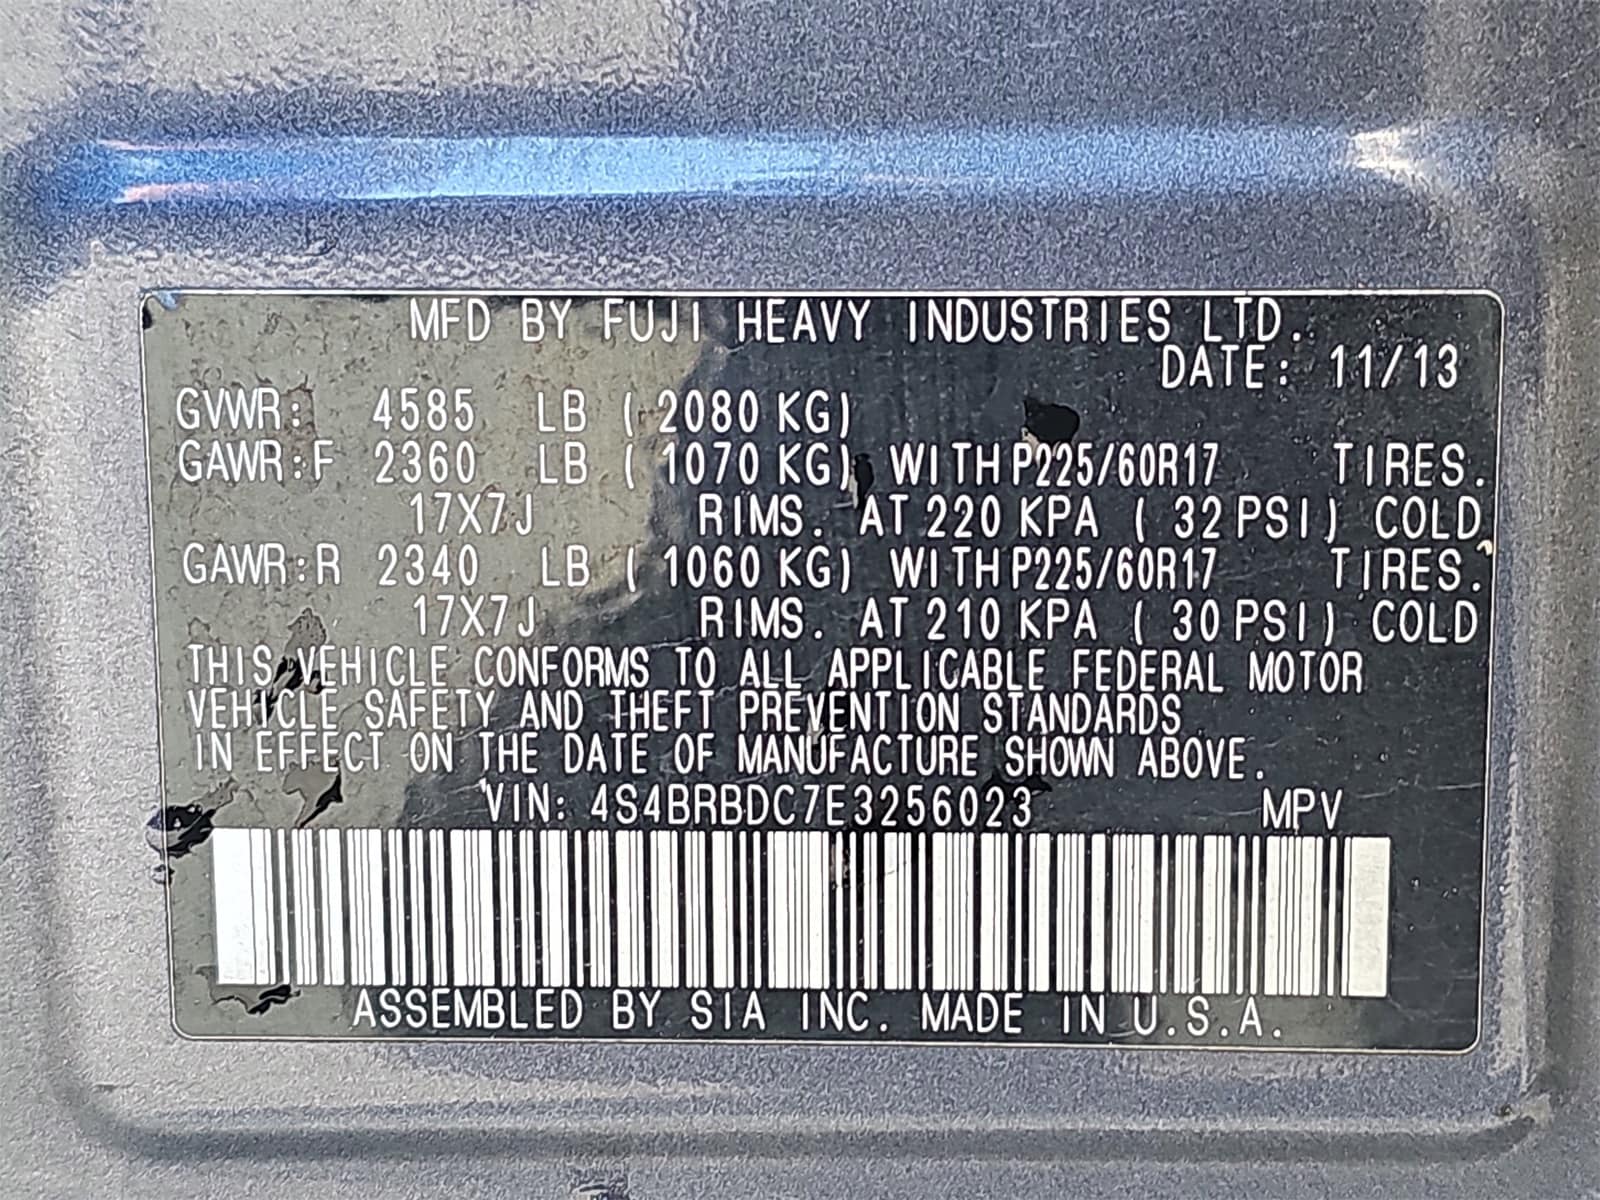 MFD BY FUJI HEAVY INDUSTRIES LTD.
DATE: 11/13
GVWR: 4585 LB ( 2080 KG)
GAWR:F 2360 LB ( 1070 KG) WITH P225/60R17 TIRES.
17X7J RIMS. AT 220 KPA ( 32 PSI) COLD
GAWR:R 2340 LB ( 1060 KG) WITH P225/60R17 TIRES.
17X7J RIMS. AT 210 KPA ( 30 PSI) COLD
THIS VEHICLE CONFORMS TO ALL APPLICABLE FEDERAL MOTOR
VEHICLE SAFETY AND THEFT PREVENTION STANDARDS
IN EFFECT ON THE DATE OF MANUFACTURE SHOWN ABOVE.
VIN: 4S4BRBDC7E3256023 MPV
ASSEMBLED BY SIA INC. MADE IN U.S.A.